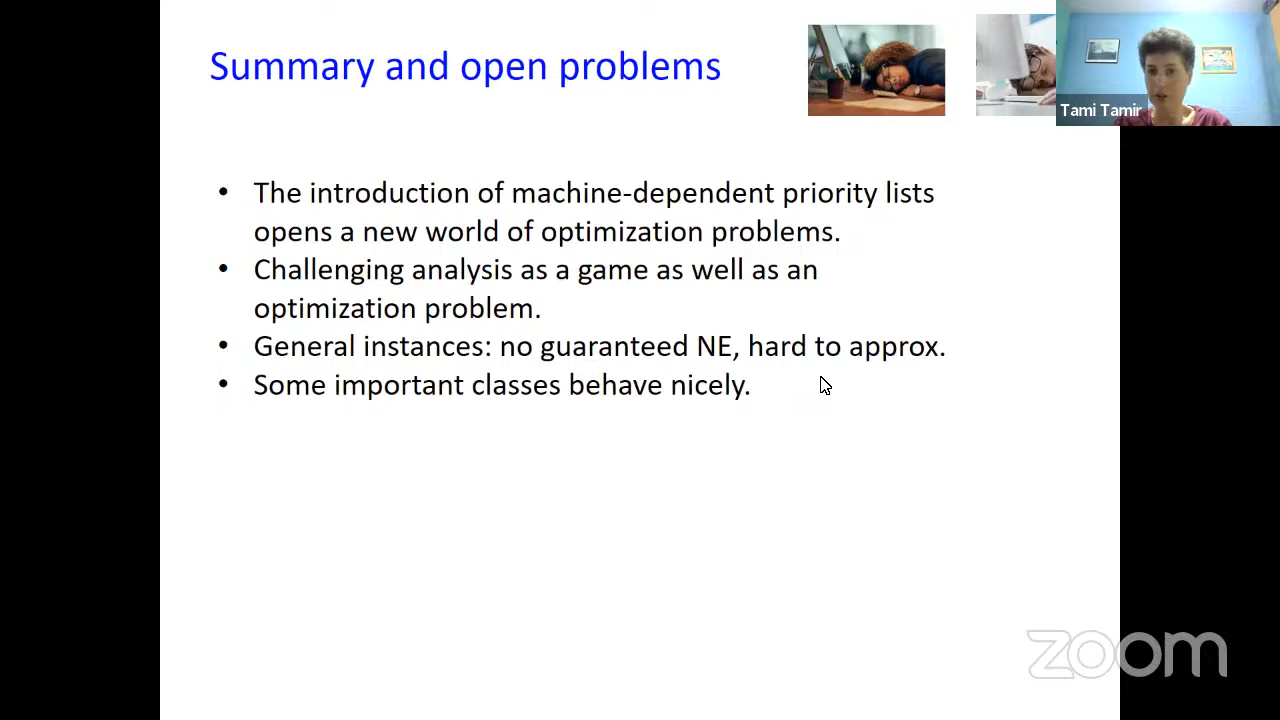 Summary and open problems
Tami Tamir
• The introduction of machine-dependent priority lists
opens a new world of optimization problems.
• Challenging analysis as a game as well as an
optimization problem.
• General instances: no guaranteed NE, hard to approx.
• Some important classes behave nicely.
zoom